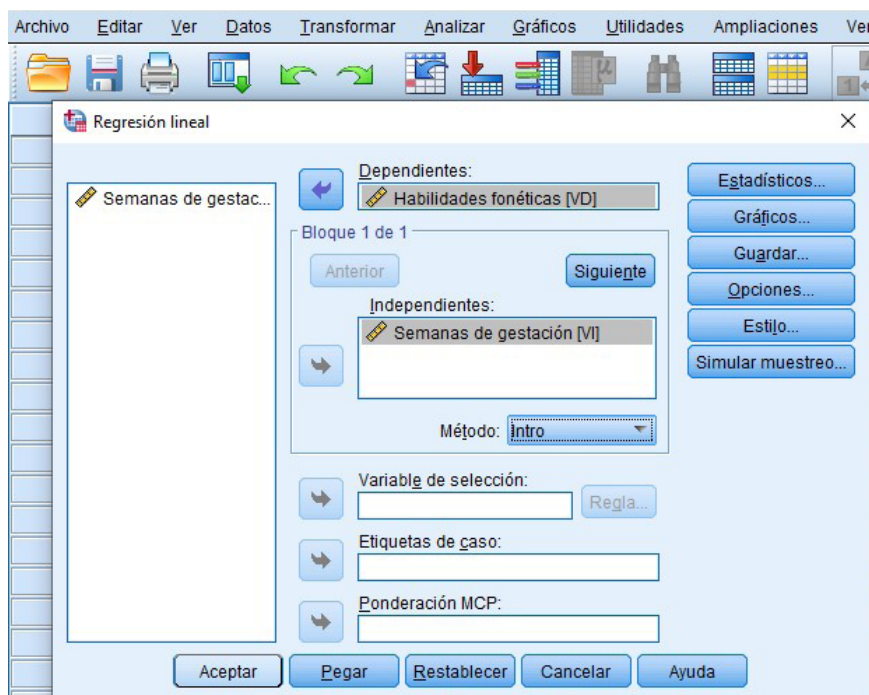 Archivo Editar Ver Datos Transformar Analizar Gráficos Utilidades Ampliaciones
Regresión lineal
Semanas de gestac...
Dependientes:
Habilidades fonéticas [VD]
Bloque 1 de 1
Anterior Siguiente
Independientes:
Semanas de gestación [VI]
Método: Intro
Variable de selección:
Regla...
Etiquetas de caso:
Ponderación MCP:
Estadísticos...
Gráficos...
Guardar...
Opciones...
Estilo...
Simular muestreo...
Aceptar Pegar Restablecer Cancelar Ayuda